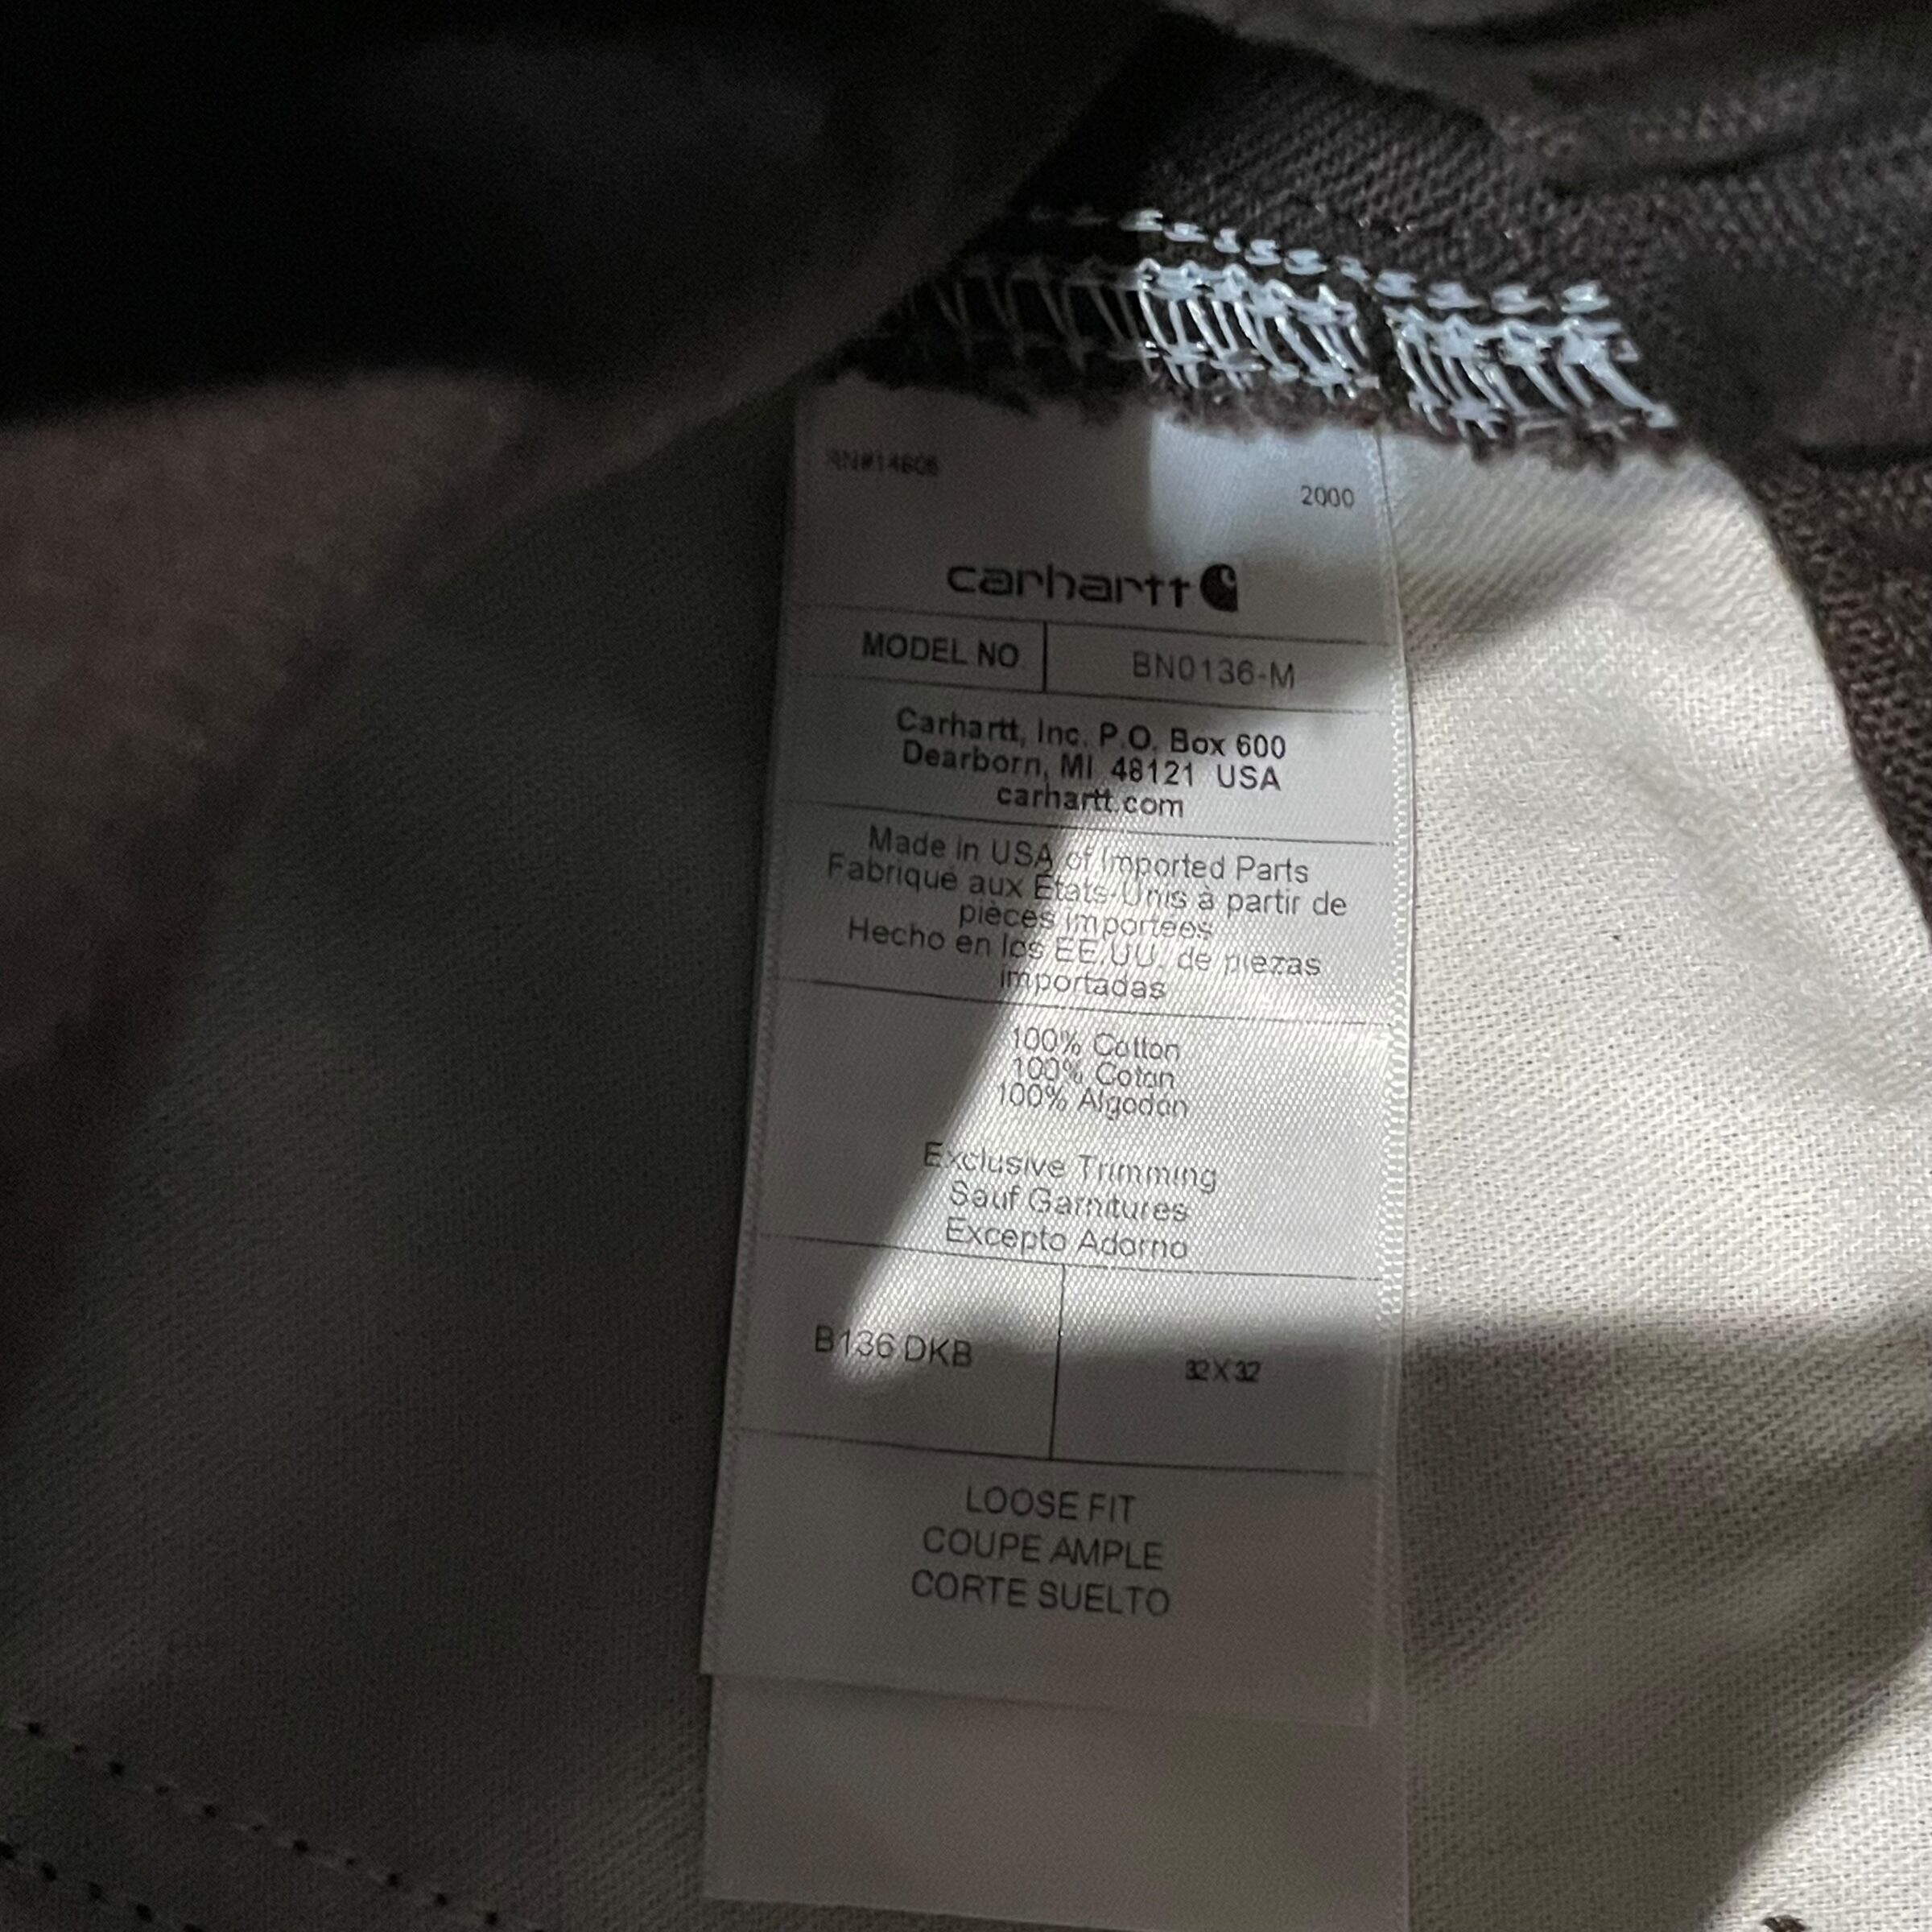 RN#14806
2000
carhartt
MODEL NO
BN0136-M
Carhartt, Inc. P.O. Box 600
Dearborn, MI 48121 USA
carhartt.com
Made in USA of Imported Parts
Fabriqué aux États-Unis à partir de
pièces importées
Hecho en los EE.UU. de piezas
importadas
100% Cotton
100% Coton
100% Algodon
Exclusive Trimming
Sauf Garnitures
Excepto Adorno
B136 DKB
32 X 32
LOOSE FIT
COUPE AMPLE
CORTE SUELTO